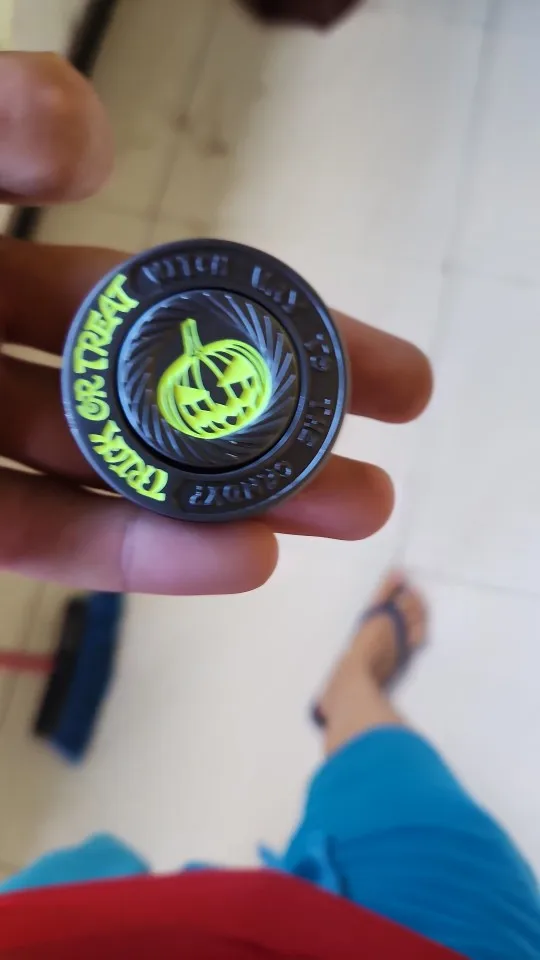 TRICK OR TREAT
WITCH WAY TO THE CANDY?